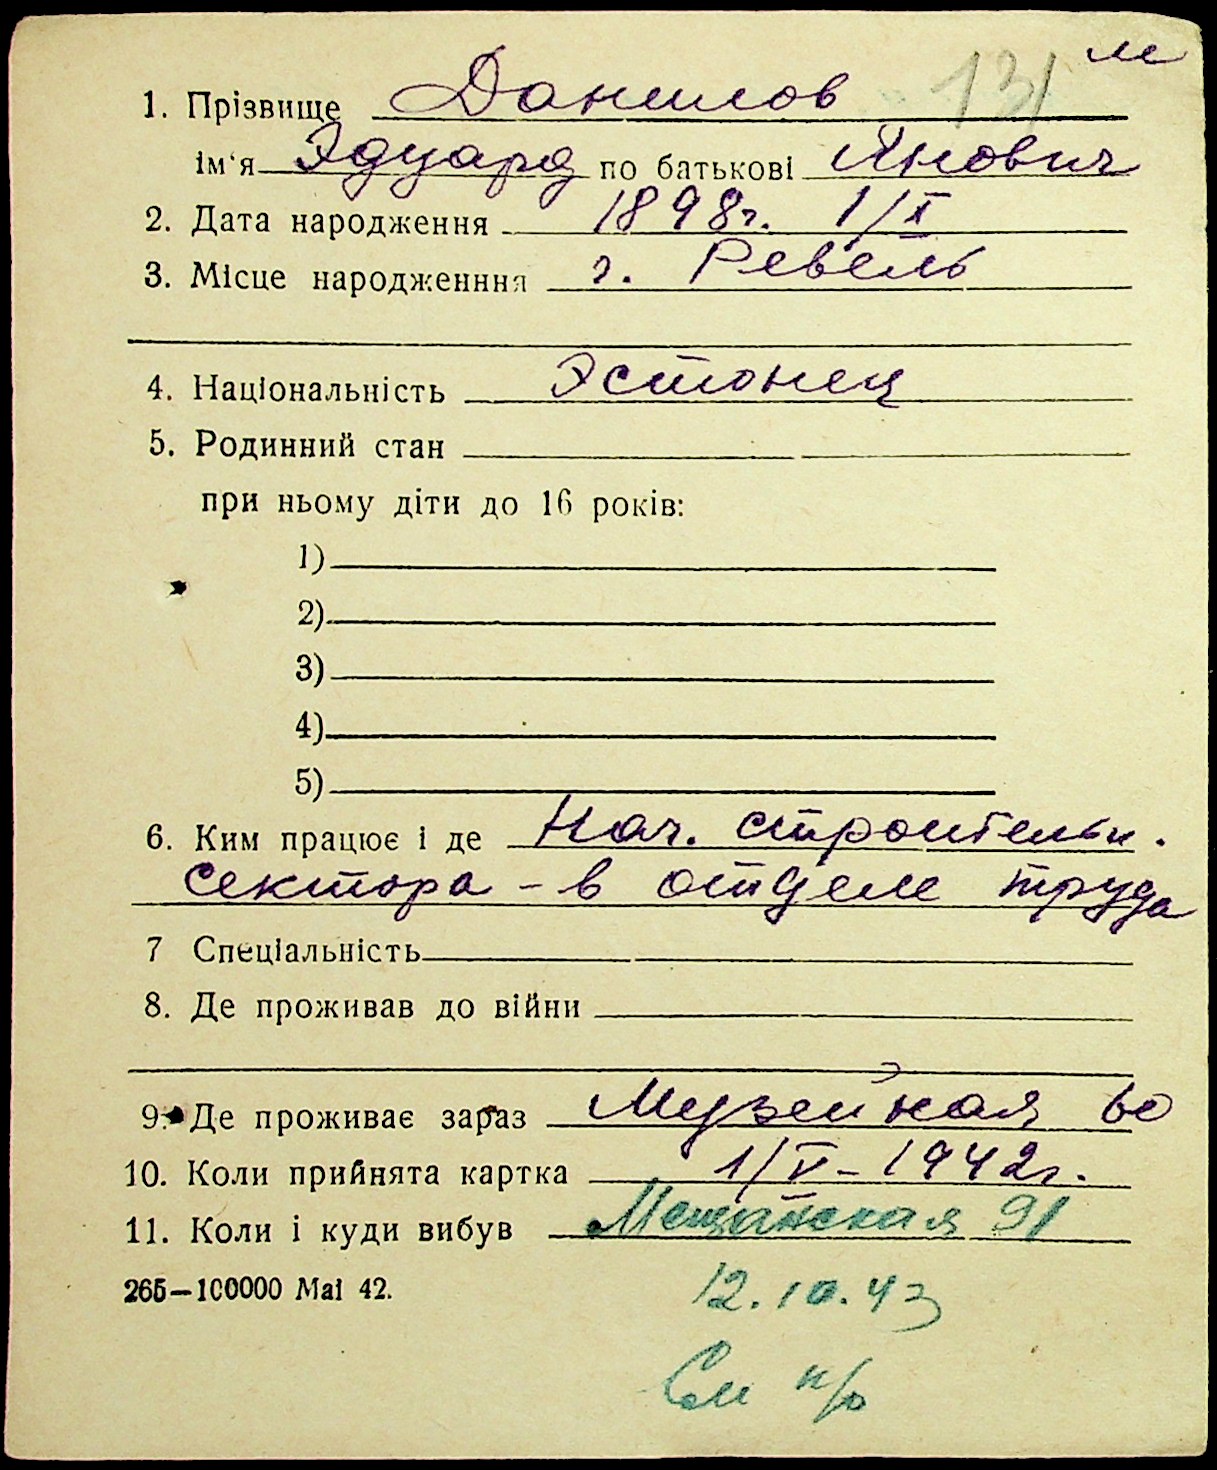 м
131
1. Прізвище Данилов
ім'я Эдуард по батькові Янович
2. Дата народження 1898г. 1/X
3. Місце народженння г. Ревель
4. Національність Эстонец
5. Родинний стан
при ньому діти до 16 років:
1)
2)
3)
4)
5)
6. Ким працює і де Нач. строительн.
сектора - в отделе труда
7 Спеціальність
8. Де проживав до війни
9. Де проживає зараз Музейная 60
10. Коли прийнята картка 1/V-1942г.
11. Коли і куди вибув Мещанская 91
265—100000 Mai 42.
12.10.43
См н/о